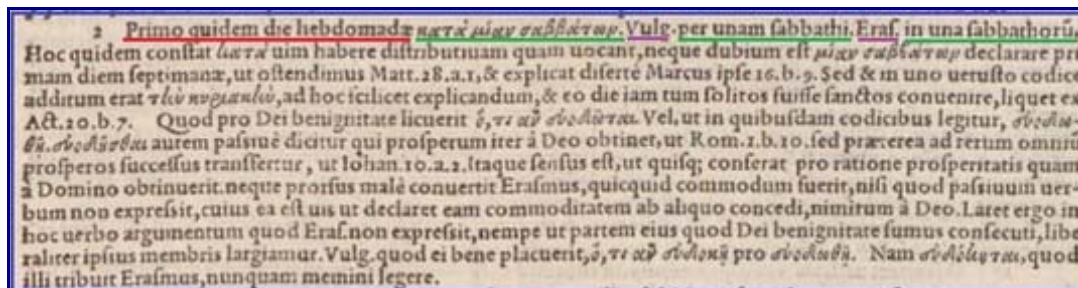 2 Primo quidem die hebdomadæ κατὰ μίαν σαββάτων. Vulg. per unam ſabbathi, Eraſ, in una ſabbathorũ,
Hoc quidem conſtat κατὰ uim habere diſtributiuam quam uocant, neque dubium eſt μίαν σαββάτων declarare pri
mam diem ſeptimanæ, ut oſtendimus Matt. 28. a. 1, & explicat diſertè Marcus ipſe 16. b. 9. Sed & in uno uetuſto codice
additum erat τὴν κυριακὴν, ad hoc ſcilicet explicandum, & eo die iam tum ſolitos fuiſſe ſanctos conuenire, liquet ex
Act. 20. b. 7. Quod pro Dei benignitate licuerit ὅ, τι ἂν εὐοδῶται. Vel, ut in quibuſdam codicibus legitur, εὐοδω-
θῇ. autem paſsiuè dicitur qui proſperum iter à Deo obtinet, ut Rom. 1. b. 10. ſed præterea ad rerum omniũ
proſperos ſucceſſus transfertur, ut Iohan. 10. a. 2. Itaque ſenſus eſt, ut quiſq; conferat pro ratione proſperitatis quam
à Domino obtinuerit. neque prorſus malè conuertit Eraſmus, quicquid commodum fuerit, niſi quod paſsiuum uer-
bum non expreſsit, cuius ea eſt uis ut declaret eam commoditatem ab aliquo concedi, nimirum à Deo. Latet ergo in
hoc uerbo argumentum quod Eraſ. non expreſsit, nempe ut partem eius quod Dei benignitate ſumus conſecuti, libe
raliter ipſius membris largiamur. Vulg. quod ei bene placuerit, ὅ, τι ἂν εὐδοκῇ pro εὐοδωθῇ. Nam quod
illi tribuit Eraſmus, nunquam memini legere.